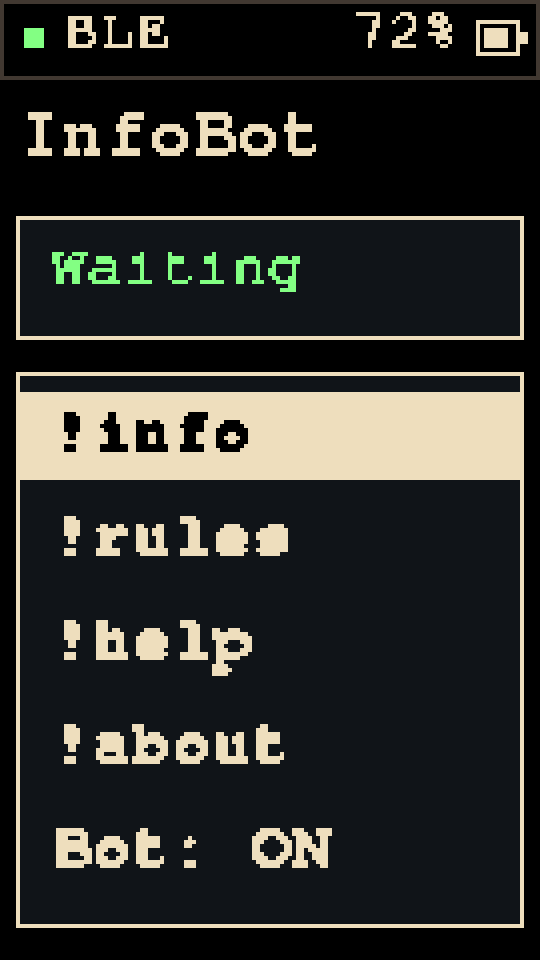 BLE 72%
InfoBot
Waiting
!info
!rules
!help
!about
Bot: ON